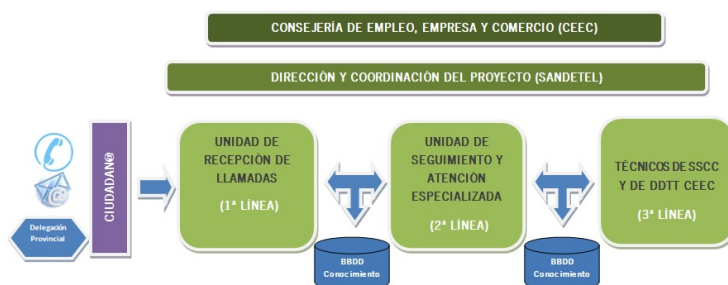 CONSEJERÍA DE EMPLEO, EMPRESA Y COMERCIO (CEEC)
DIRECCIÓN Y COORDINACIÓN DEL PROYECTO (SANDETEL)
Delegación
Provincial
CIUDADAN@
UNIDAD DE
RECEPCIÓN DE
LLAMADAS
(1ª LÍNEA)
BBDD
Conocimiento
UNIDAD DE
SEGUIMIENTO Y
ATENCIÓN
ESPECIALIZADA
(2ª LÍNEA)
BBDD
Conocimiento
TÉCNICOS DE SSCC
Y DE DDTT CEEC
(3ª LÍNEA)